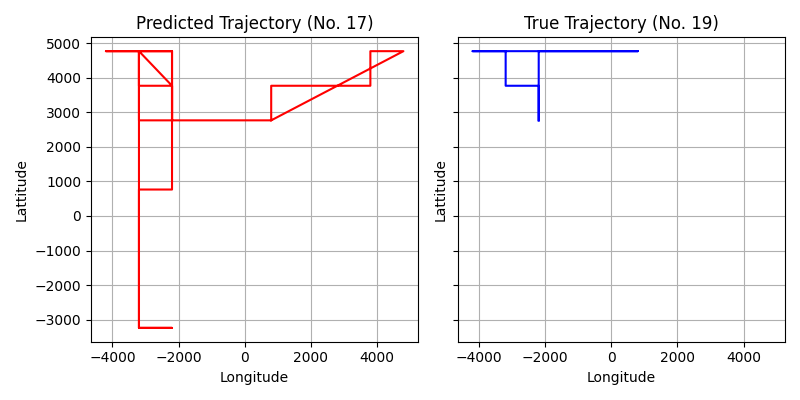 Predicted Trajectory (No. 17)
True Trajectory (No. 19)
Lattitude
5000
4000
3000
2000
1000
0
−1000
−2000
−3000
−4000 −2000 0 2000 4000
Longitude
Lattitude
−4000 −2000 0 2000 4000
Longitude